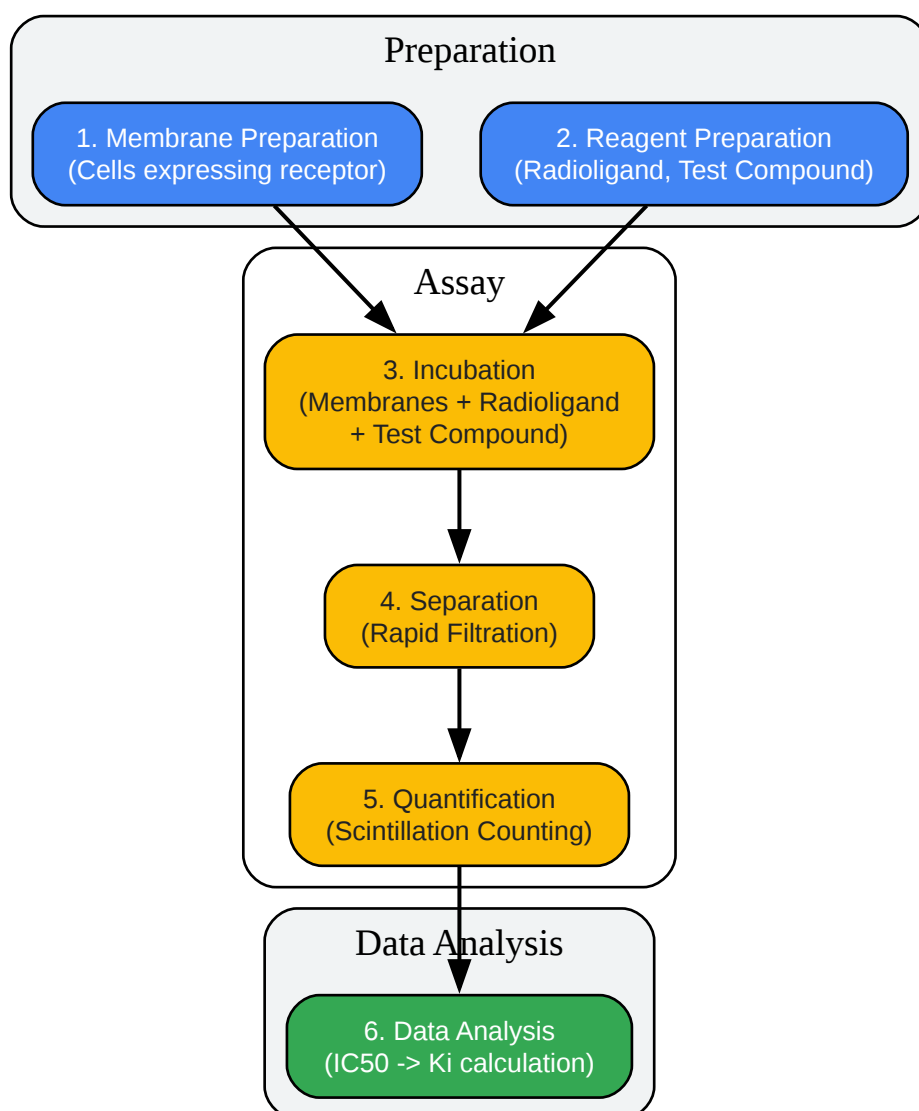 Preparation
1. Membrane Preparation
(Cells expressing receptor)
2. Reagent Preparation
(Radioligand, Test Compound)
Assay
3. Incubation
(Membranes + Radioligand
+ Test Compound)
4. Separation
(Rapid Filtration)
5. Quantification
(Scintillation Counting)
Data Analysis
6. Data Analysis
(IC50 -> Ki calculation)